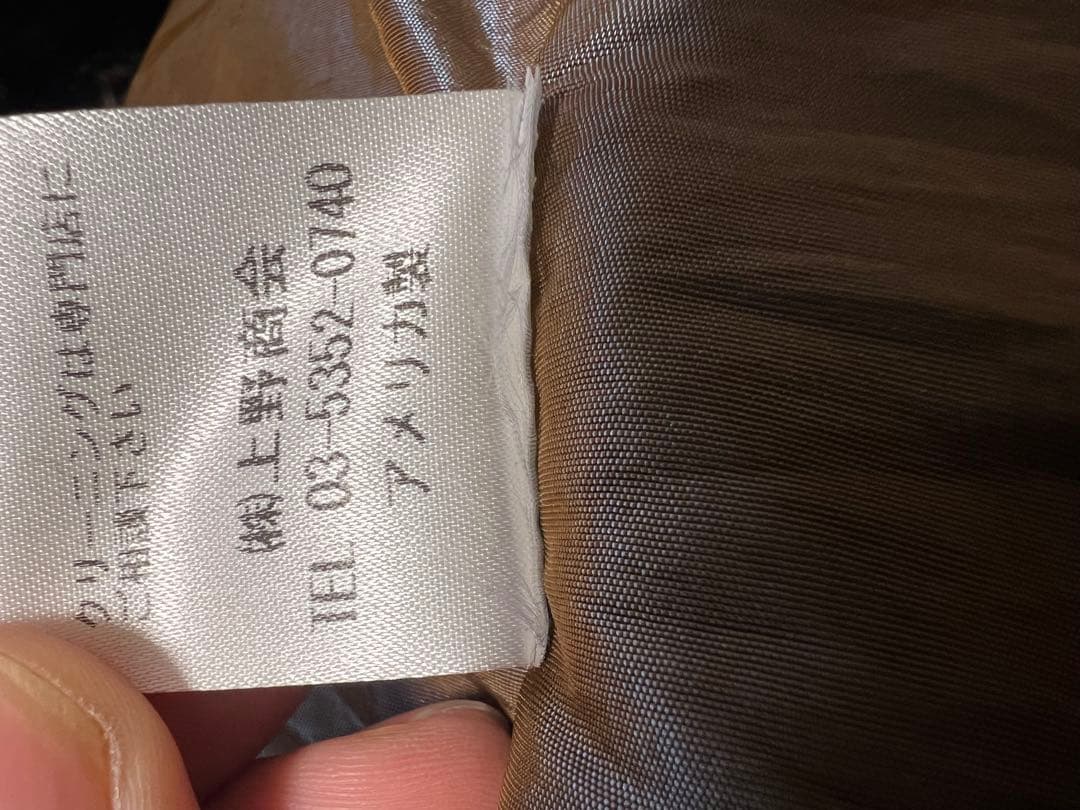 クリーニングは専門店に
ご相談下さい
㈱上野商会
TEL 03-5352-0740
アメリカ製